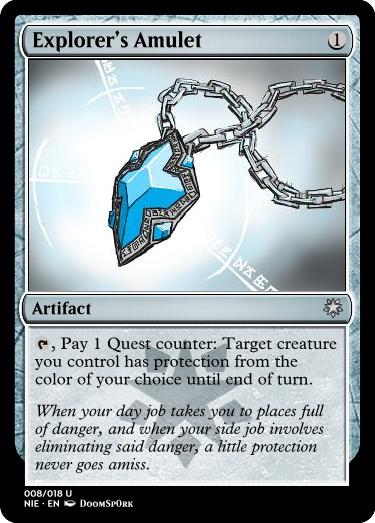 Explorer's Amulet 1
Artifact
, Pay 1 Quest counter: Target creature
you control has protection from the
color of your choice until end of turn.
When your day job takes you to places full
of danger, and when your side job involves
eliminating said danger, a little protection
never goes amiss.
008/018 U
NIE • EN DoomSp0rk